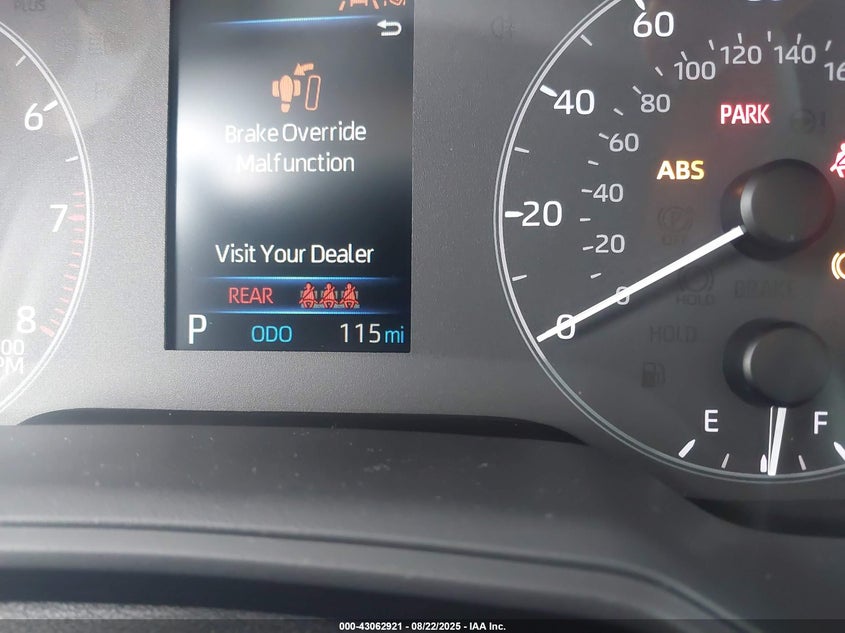 PLUS
Brake Override
Malfunction
Visit Your Dealer
REAR
P ODO 115 mi
6
7
8
PM
60
40
20
0
140
120
100
80
60
40
20
0
PARK
ABS
OFF
HOLD
BRAKE
HOLD
E F
000-43062921 - 08/22/2025 - IAA Inc.